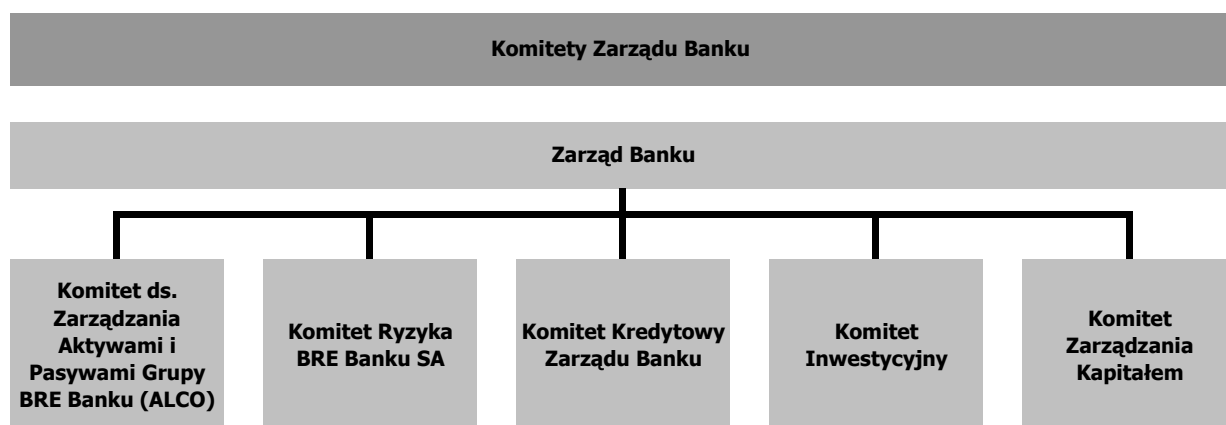 Komitety Zarządu Banku
Zarząd Banku
Komitet ds.
Zarządzania
Aktywami i
Pasywami Grupy
BRE Banku (ALCO)
Komitet Ryzyka
BRE Banku SA
Komitet Kredytowy
Zarządu Banku
Komitet
Inwestycyjny
Komitet
Zarządzania
Kapitałem